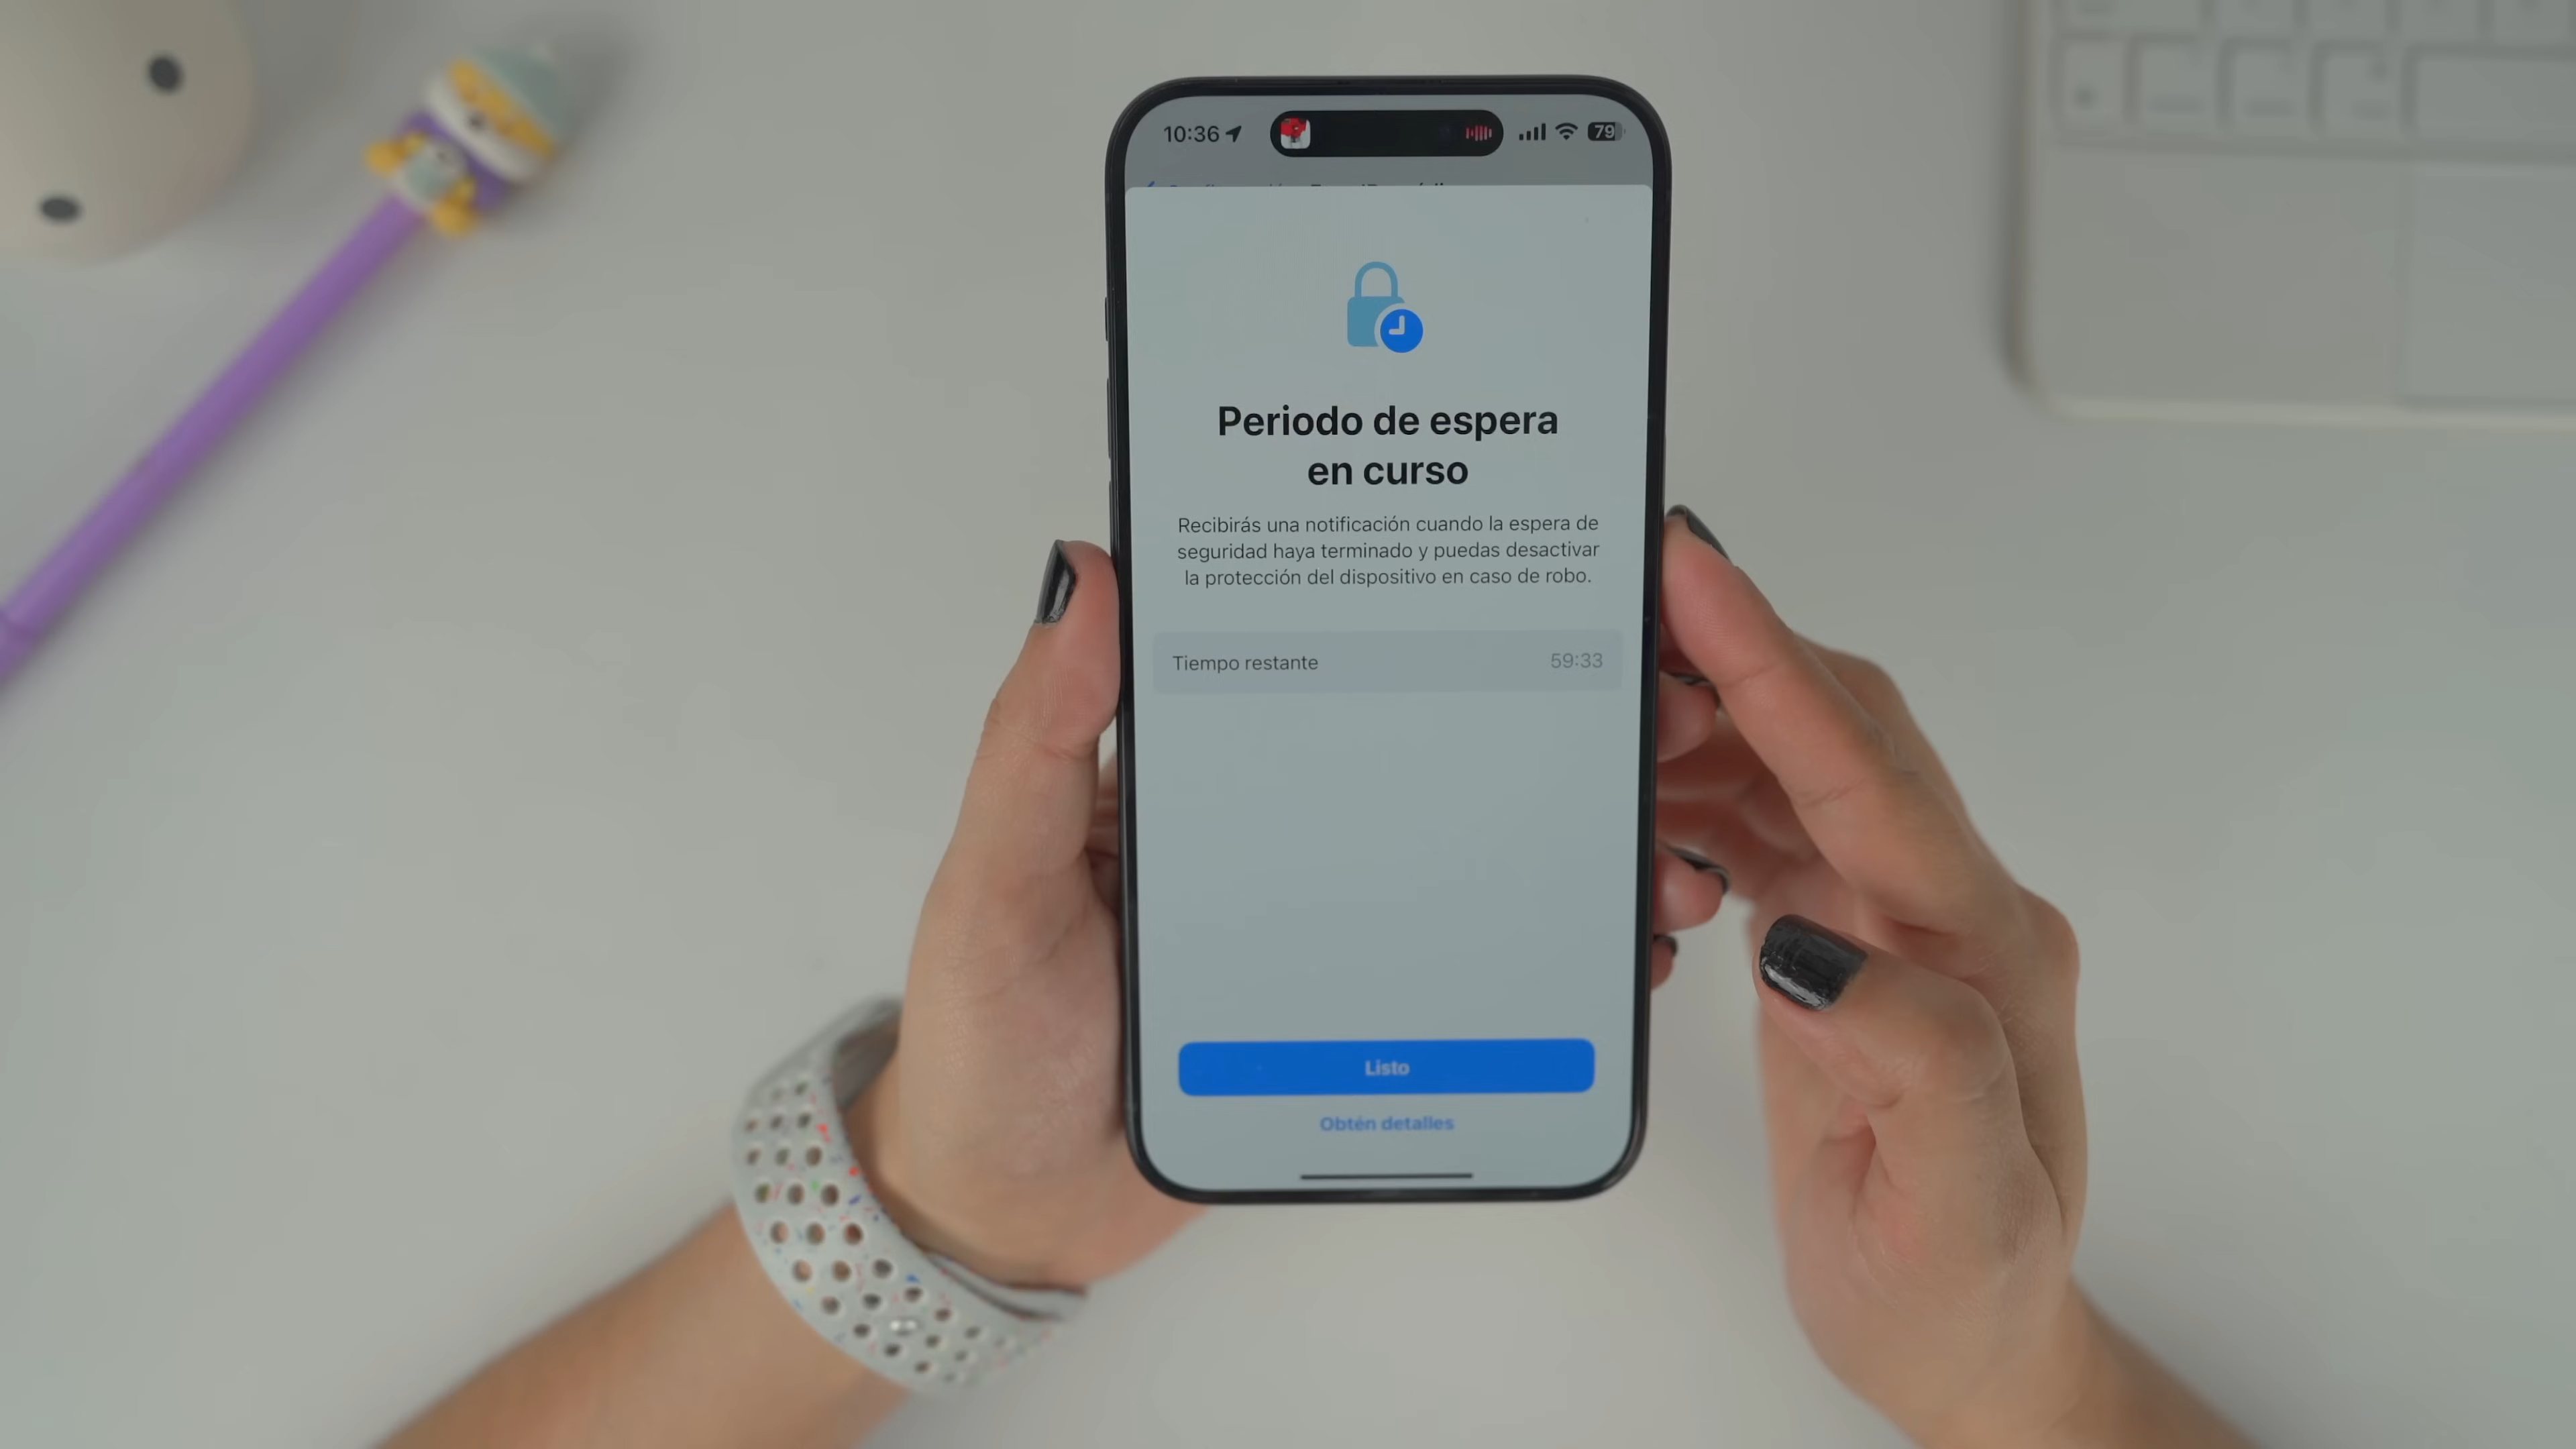 10:36
79
Periodo de espera
en curso
Recibirás una notificación cuando la espera de
seguridad haya terminado y puedas desactivar
la protección del dispositivo en caso de robo.
Tiempo restante 59:33
Listo
Obtén detalles